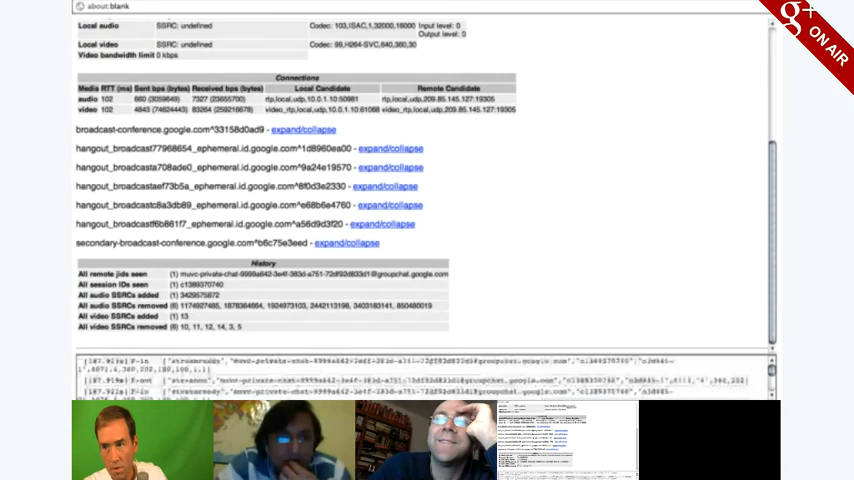 about:blank
g+ ON AIR
Local audio SSRC: undefined Codec: 103,ISAC,1,32000,16000 Input level: 0
Output level: 0
Local video SSRC: undefined Codec: 99,H264-SVC,640,360,30
Video bandwidth limit 0 kbps
Connections
Media RTT (ms) Sent bps (bytes) Received bps (bytes) Local Candidate Remote Candidate
audio 102 660 (3059649) 7327 (23655700) rtp,local,udp,10.0.1.10:50981 rtp,local,udp,209.85.145.127:19305
video 102 4843 (74624443) 83264 (259216678) video_rtp,local,udp,10.0.1.10:61068 video_rtp,local,udp,209.85.145.127:19305
broadcast-conference.google.com^33158d0ad9 - expand/collapse
hangout_broadcast77968654_ephemeral.id.google.com^1d8960ea00 - expand/collapse
hangout_broadcasta708ade0_ephemeral.id.google.com^9a24e19570 - expand/collapse
hangout_broadcastaef73b5a_ephemeral.id.google.com^8f0d3e2330 - expand/collapse
hangout_broadcastc8a3db89_ephemeral.id.google.com^e68b6e4760 - expand/collapse
hangout_broadcastf6b861f7_ephemeral.id.google.com^a56d9d3f20 - expand/collapse
secondary-broadcast-conference.google.com^b6c75e3eed - expand/collapse
History
All remote jids seen (1) muvc-private-chat-9999a642-3e4f-383d-a751-72df92d833d1@groupchat.google.com
All session IDs seen (1) c1389370740
All audio SSRCs added (1) 3429575872
All audio SSRCs removed (6) 1174927485, 1878364664, 1924973103, 2442113198, 3403183141, 850480019
All video SSRCs added (1) 13
All video SSRCs removed (6) 10, 11, 12, 14, 3, 5